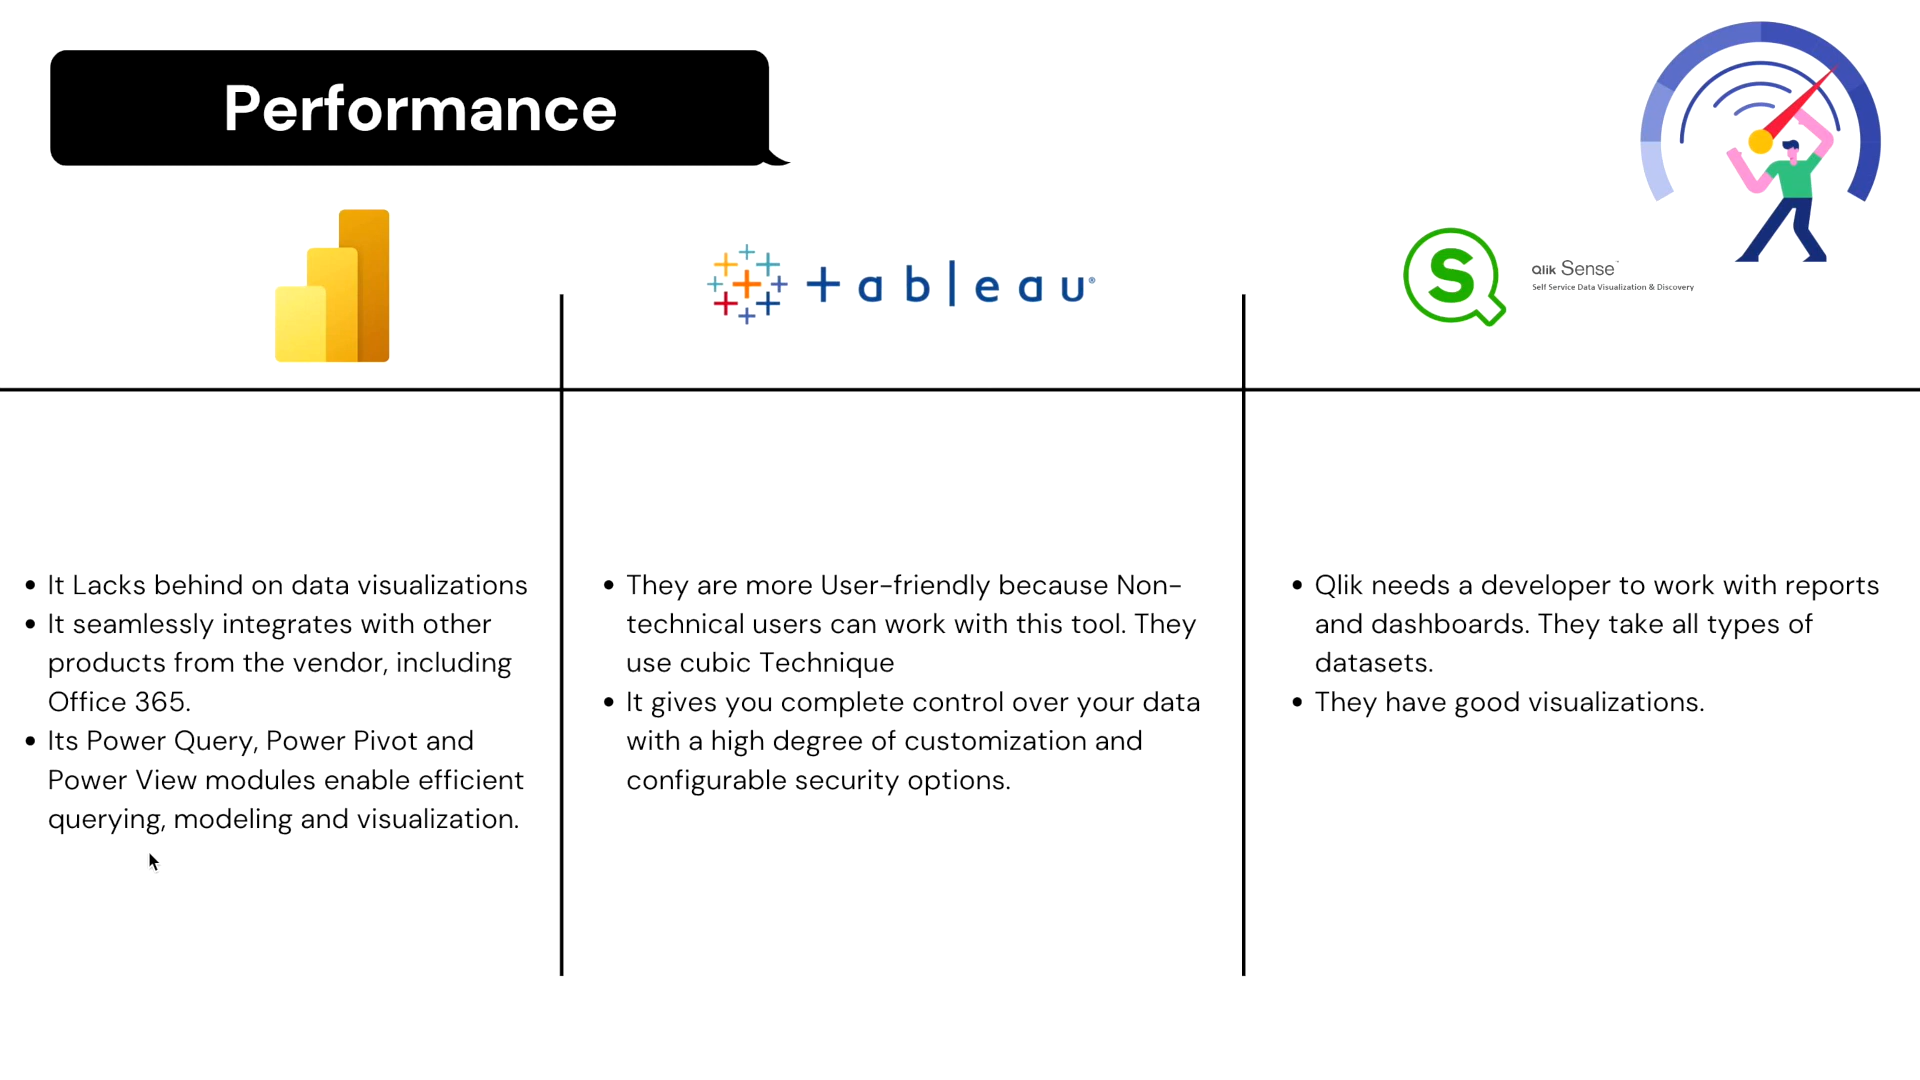 Performance
+ableau®
Qlik Sense™
Self Service Data Visualization & Discovery
• It Lacks behind on data visualizations
• It seamlessly integrates with other
products from the vendor, including
Office 365.
• Its Power Query, Power Pivot and
Power View modules enable efficient
querying, modeling and visualization.
• They are more User-friendly because Non-
technical users can work with this tool. They
use cubic Technique
• It gives you complete control over your data
with a high degree of customization and
configurable security options.
• Qlik needs a developer to work with reports
and dashboards. They take all types of
datasets.
• They have good visualizations.